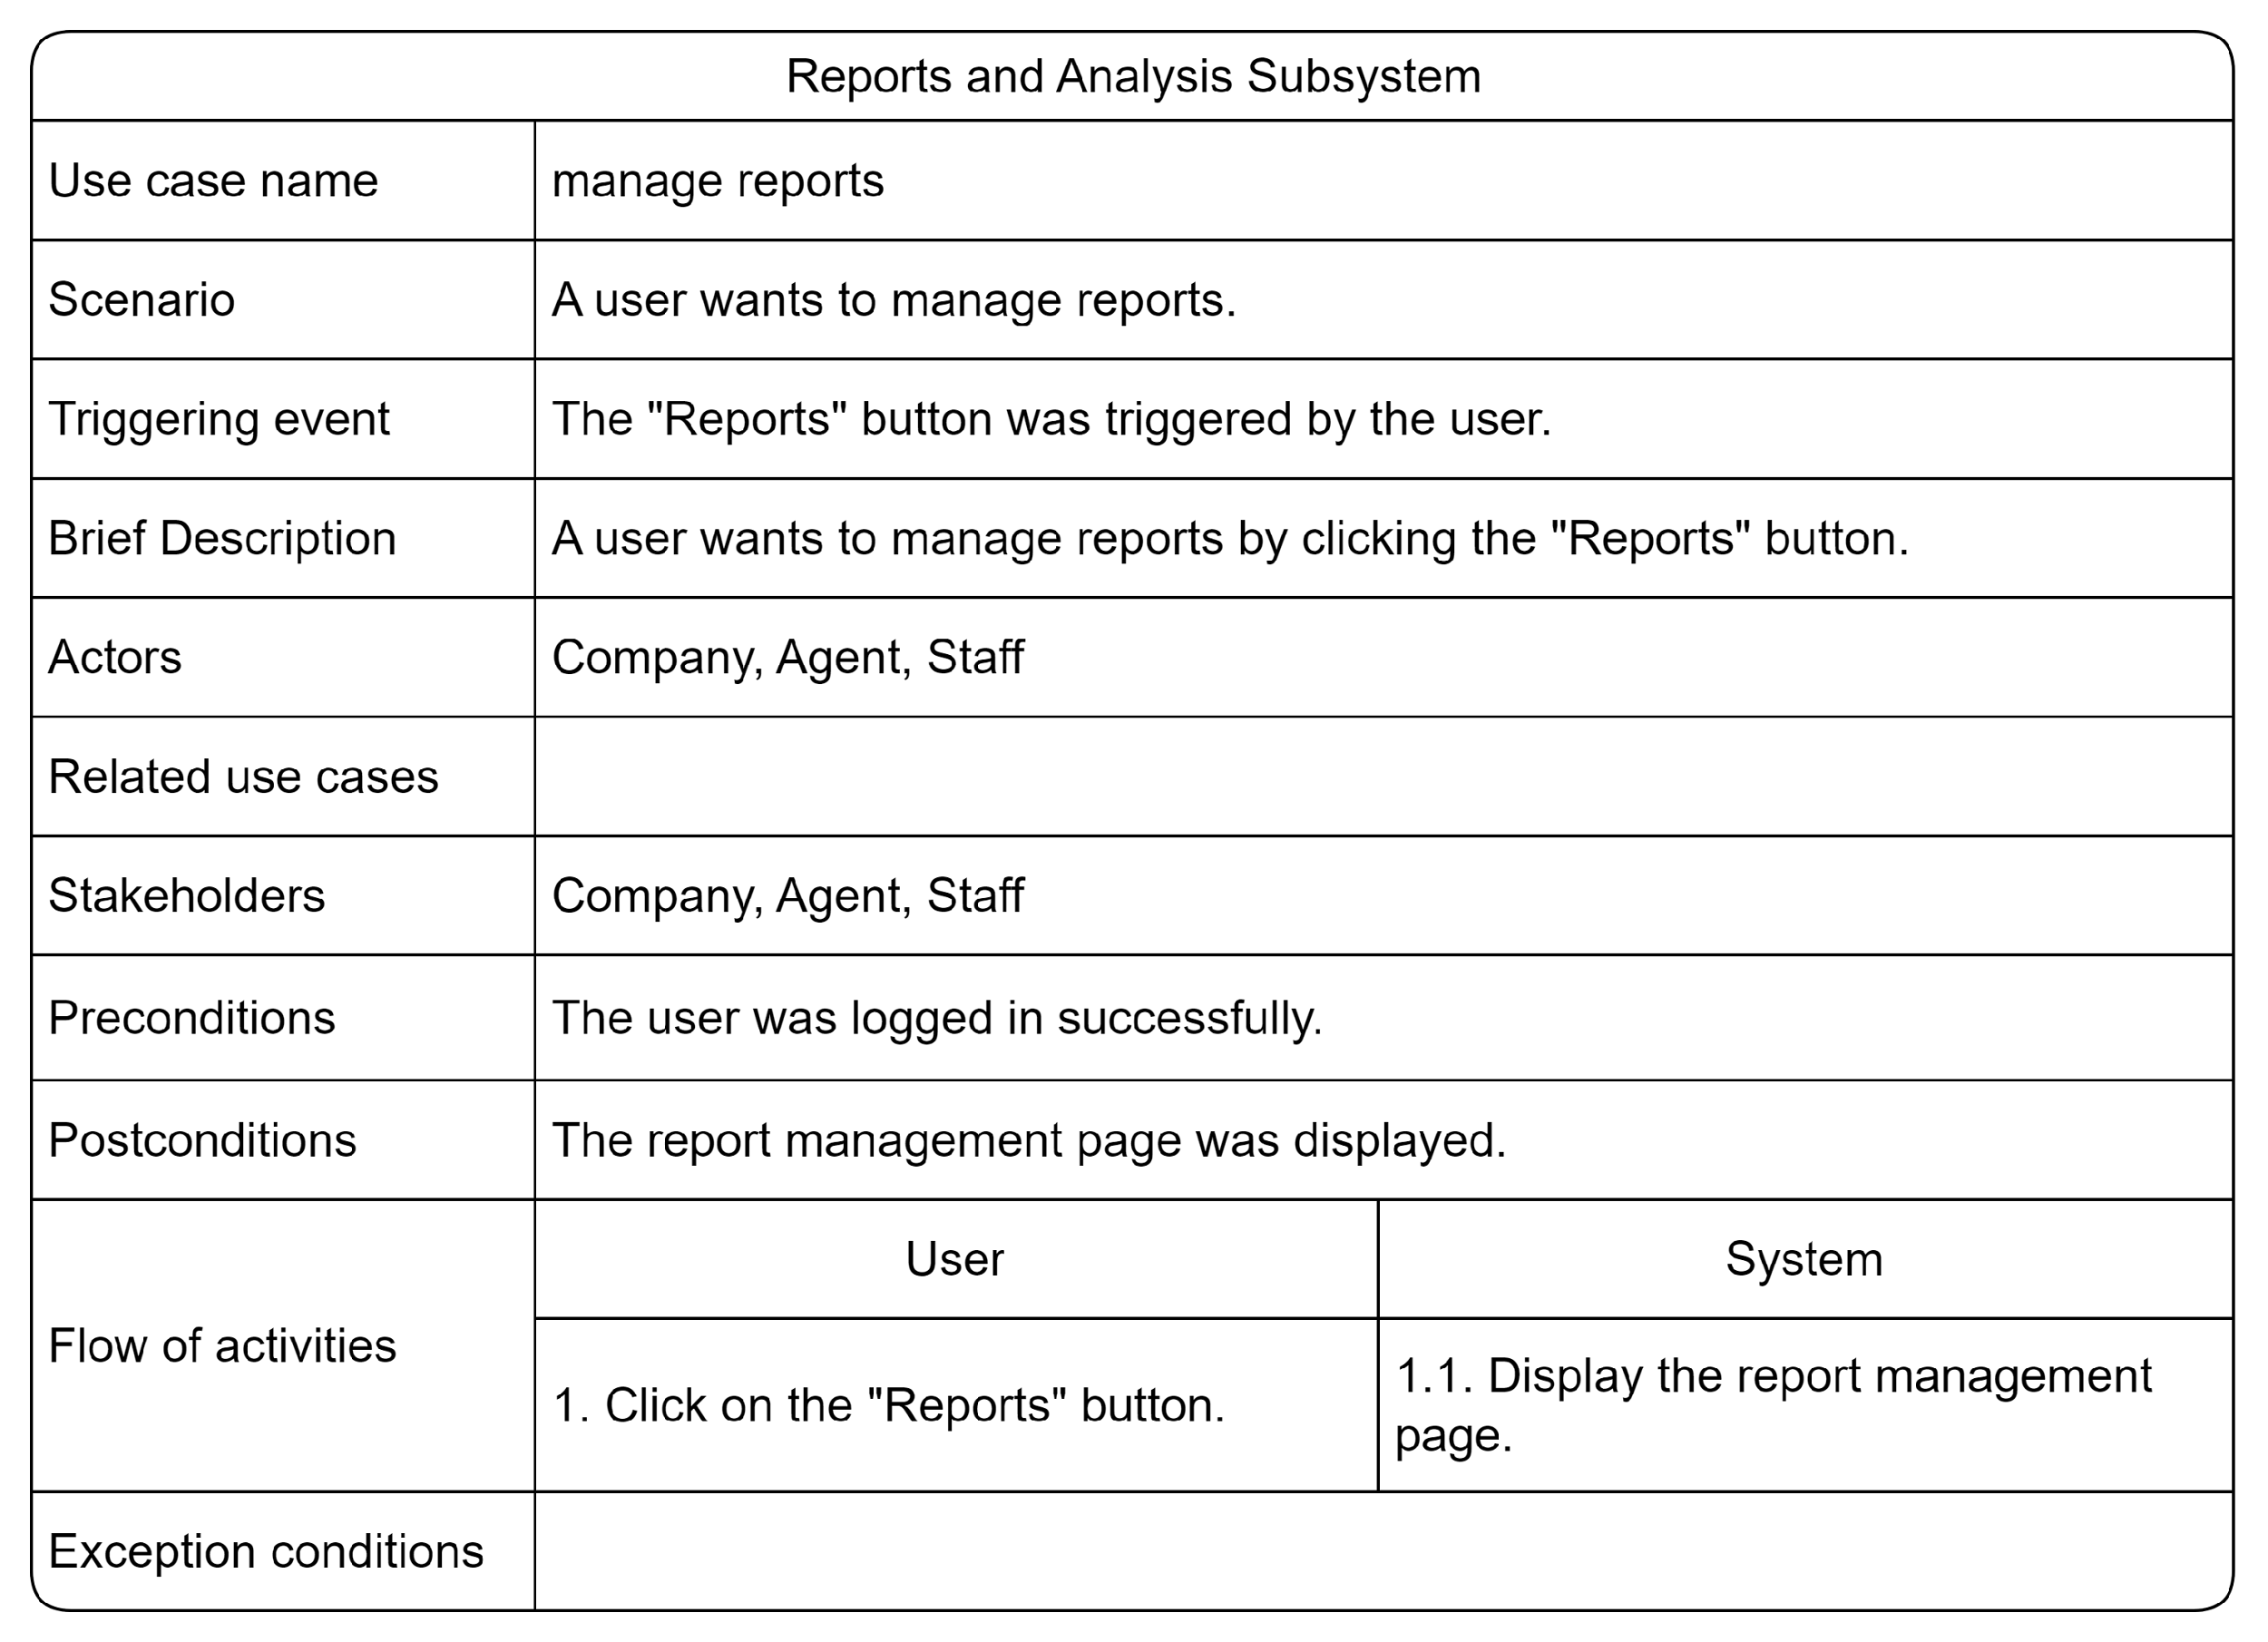 Reports and Analysis Subsystem
Use case name
manage reports
Scenario
A user wants to manage reports.
Triggering event
The "Reports" button was triggered by the user.
Brief Description
A user wants to manage reports by clicking the "Reports" button.
Actors
Company, Agent, Staff
Related use cases
Stakeholders
Company, Agent, Staff
Preconditions
The user was logged in successfully.
Postconditions
The report management page was displayed.
Flow of activities
User
System
1. Click on the "Reports" button.
1.1. Display the report management
page.
Exception conditions